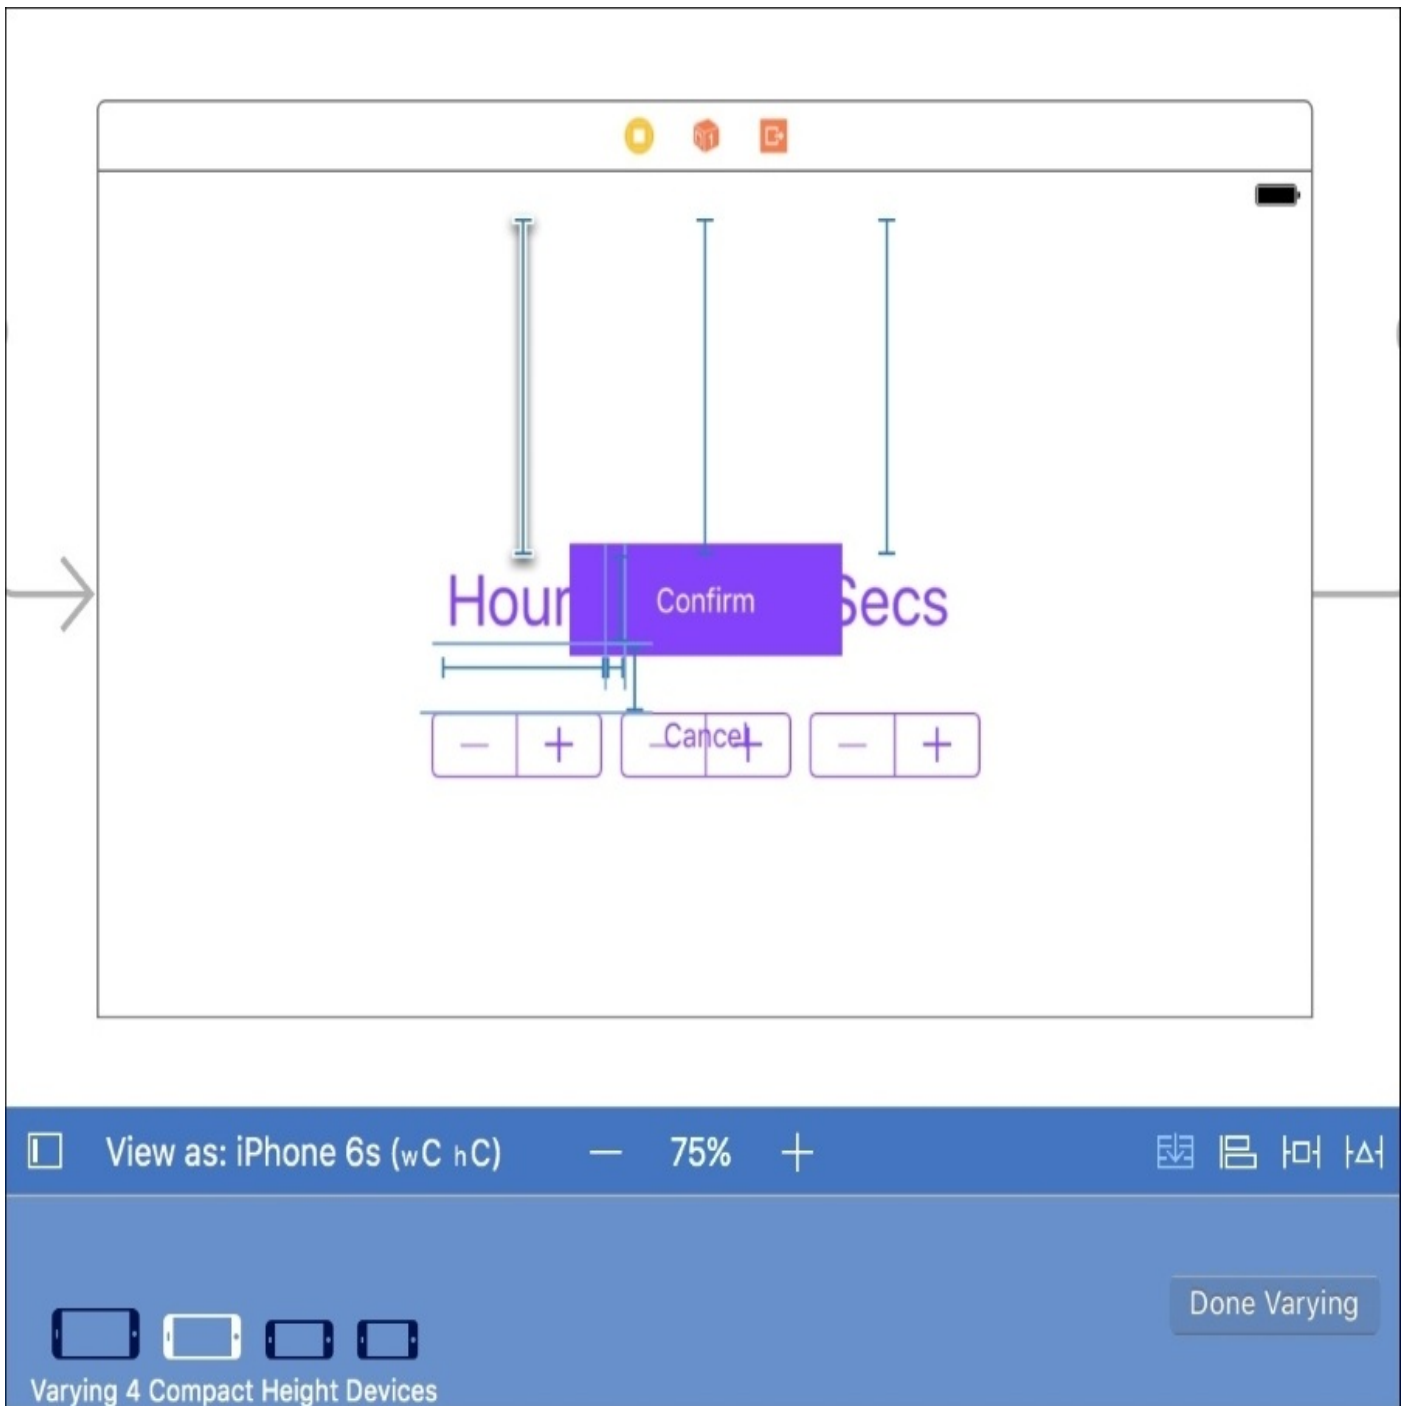 Hour Confirm Secs
Cancel
View as: iPhone 6s (wC hC) — 75% +
Done Varying
Varying 4 Compact Height Devices